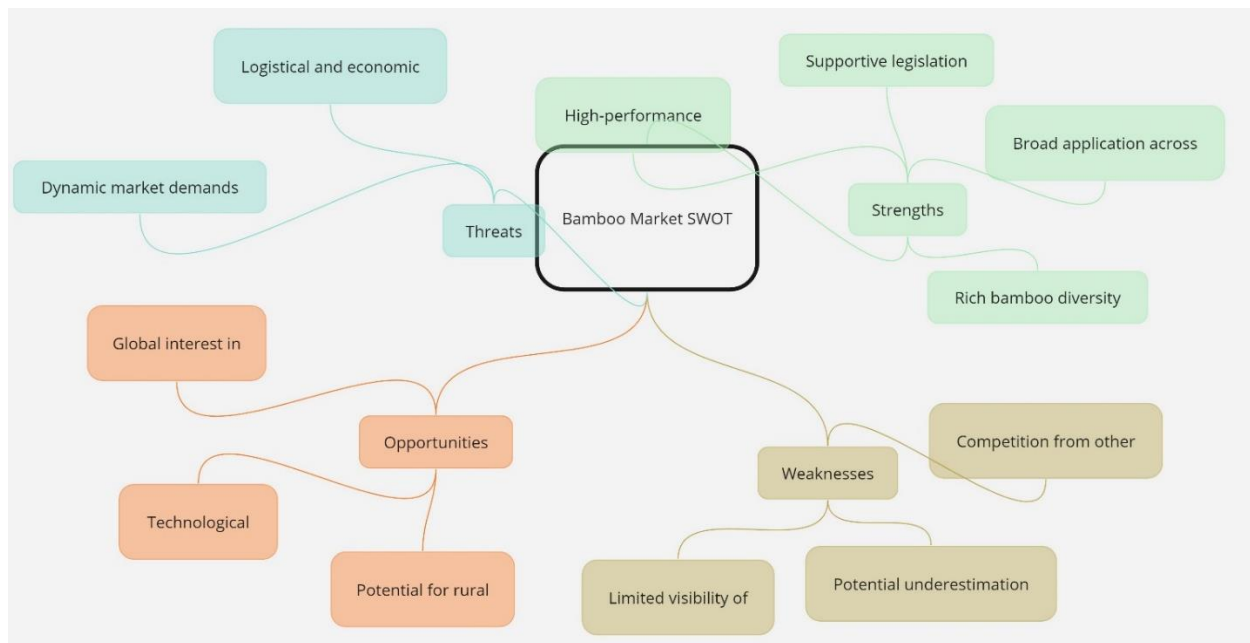 Logistical and economic
Supportive legislation
High-performance
Broad application across
Dynamic market demands
Strengths
Bamboo Market SWOT
Threats
Rich bamboo diversity
Global interest in
Opportunities
Competition from other
Weaknesses
Technological
Potential for rural
Limited visibility of
Potential underestimation